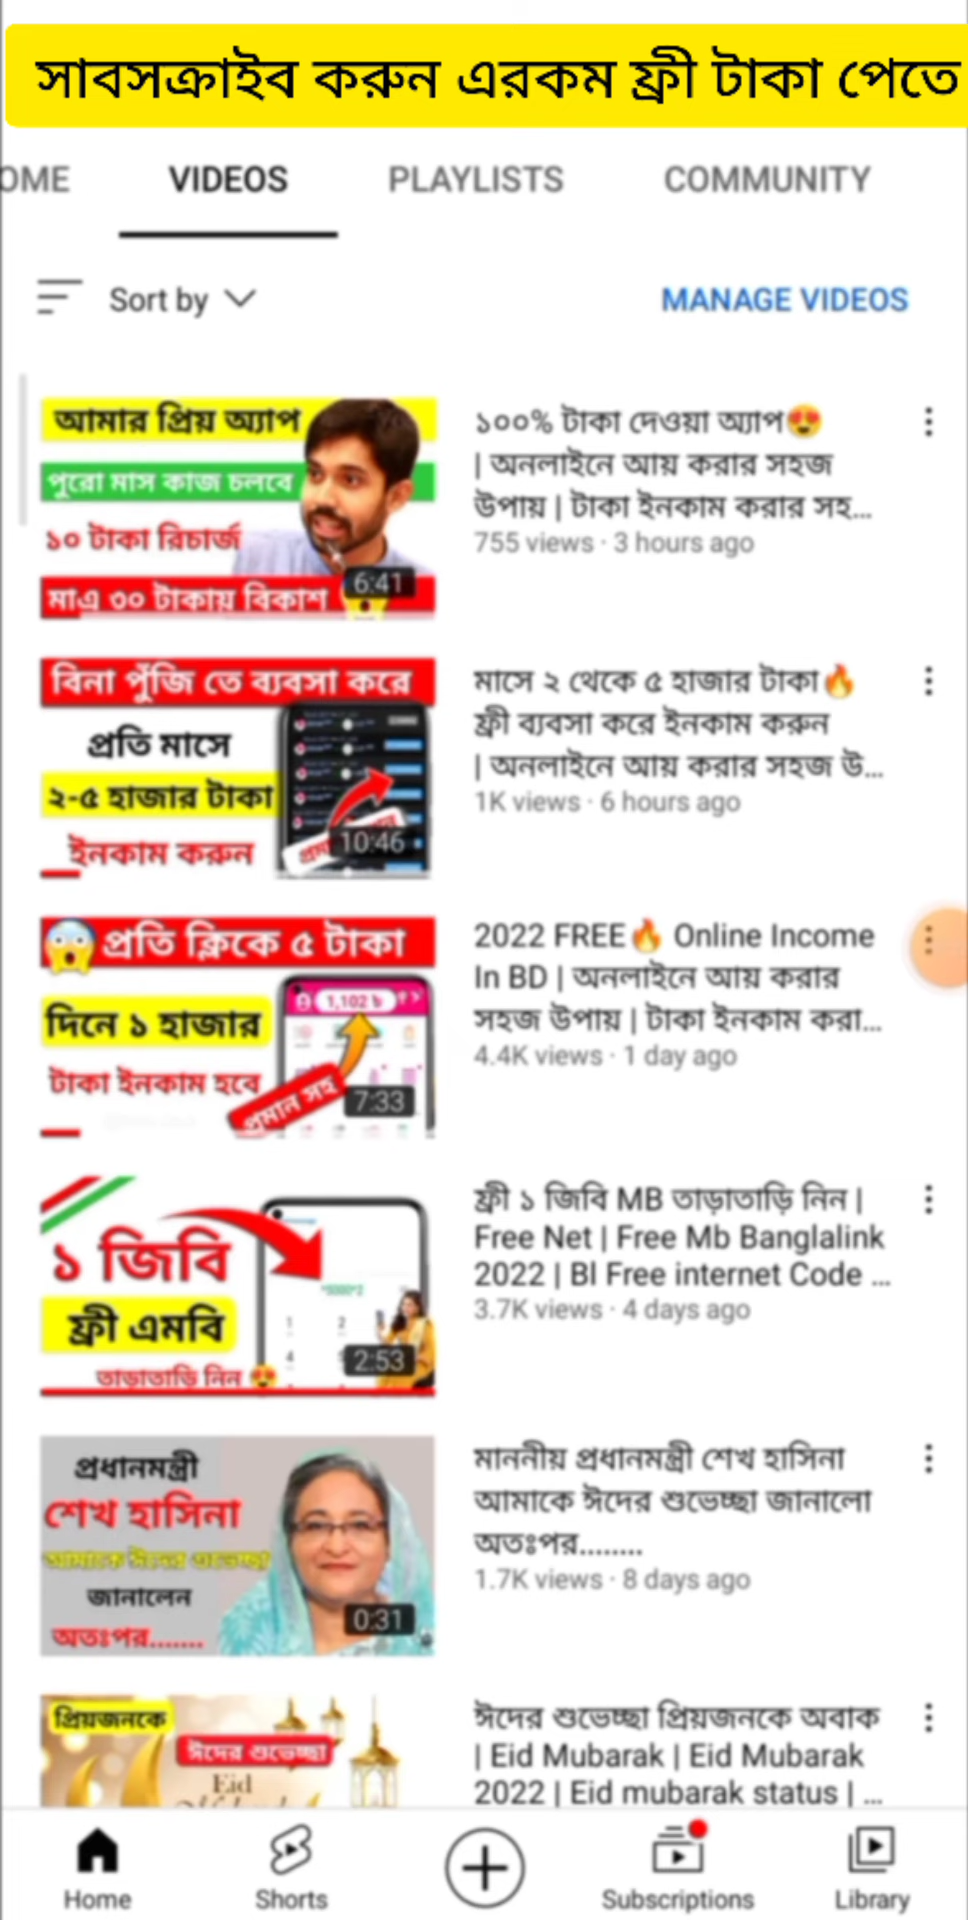 সাবসক্রাইব করুন এরকম ফ্রী টাকা পেতে
OME VIDEOS PLAYLISTS COMMUNITY
Sort by MANAGE VIDEOS
আমার প্রিয় অ্যাপ
পুরো মাস কাজ চলবে
১০ টাকা রিচার্জ
মাএ ৩০ টাকায় বিকাশ
6:41
১০০% টাকা দেওয়া অ্যাপ😍
| অনলাইনে আয় করার সহজ
উপায় | টাকা ইনকাম করার সহ...
755 views · 3 hours ago
বিনা পুঁজি তে ব্যবসা করে
প্রতি মাসে
২-৫ হাজার টাকা
ইনকাম করুন
10:46
মাসে ২ থেকে ৫ হাজার টাকা🔥
ফ্রী ব্যবসা করে ইনকাম করুন
| অনলাইনে আয় করার সহজ উ...
1K views · 6 hours ago
😱 প্রতি ক্লিকে ৫ টাকা
দিনে ১ হাজার
টাকা ইনকাম হবে
1,102 ৳
প্রমান সহ
7:33
2022 FREE🔥 Online Income
In BD | অনলাইনে আয় করার
সহজ উপায় | টাকা ইনকাম করা...
4.4K views · 1 day ago
১ জিবি
ফ্রী এমবি
তাড়াতাড়ি নিন 😍
1 2
4
2:53
ফ্রী ১ জিবি MB তাড়াতাড়ি নিন |
Free Net | Free Mb Banglalink
2022 | Bl Free internet Code ...
3.7K views · 4 days ago
প্রধানমন্ত্রী
শেখ হাসিনা
আমাকে ঈদের শুভেচ্ছা
জানালেন
অতঃপর.......
0:31
মাননীয় প্রধানমন্ত্রী শেখ হাসিনা
আমাকে ঈদের শুভেচ্ছা জানালো
অতঃপর........
1.7K views · 8 days ago
প্রিয়জনকে
ঈদের শুভেচ্ছা
Eid
ঈদের শুভেচ্ছা প্রিয়জনকে অবাক
| Eid Mubarak | Eid Mubarak
2022 | Eid mubarak status | ...
Home Shorts Subscriptions Library